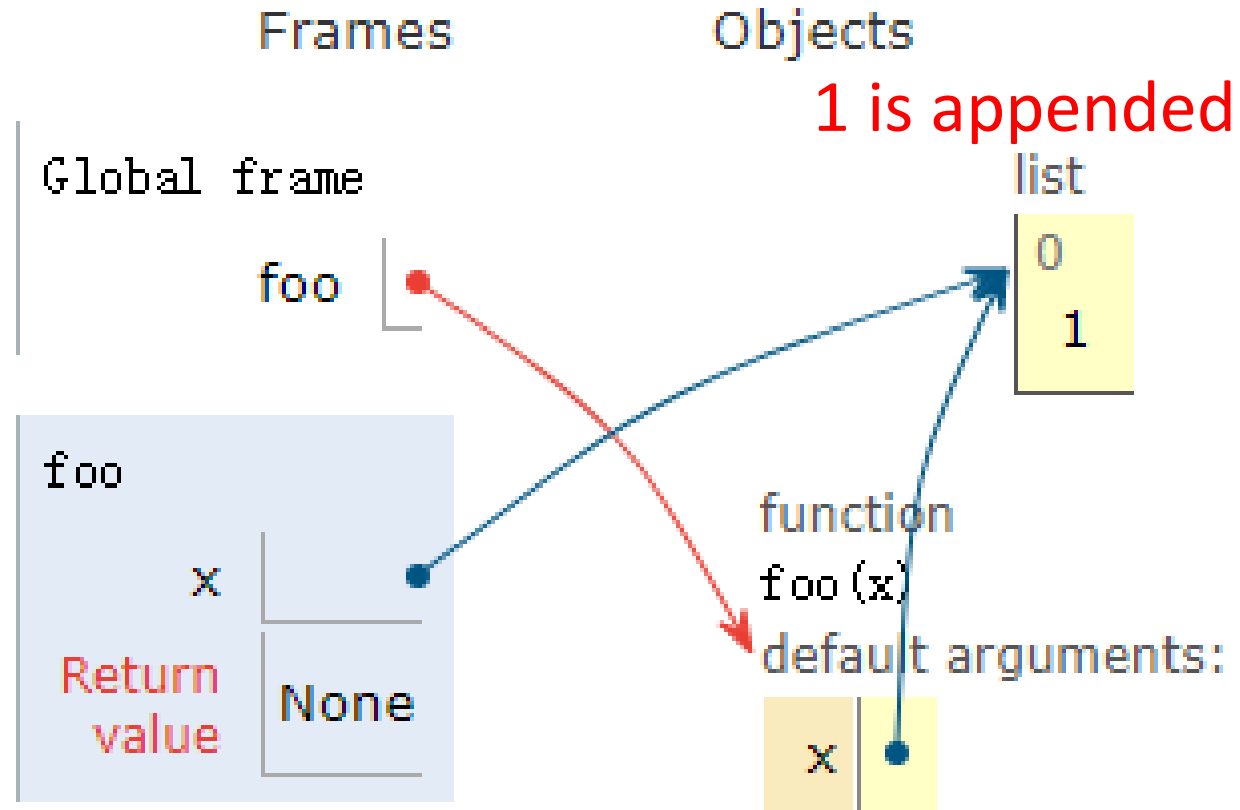 Frames
Objects
1 is appended
Global frame
list
0
foo
1
foo
function
x
foo(x)
Return
value
None
default arguments:
x